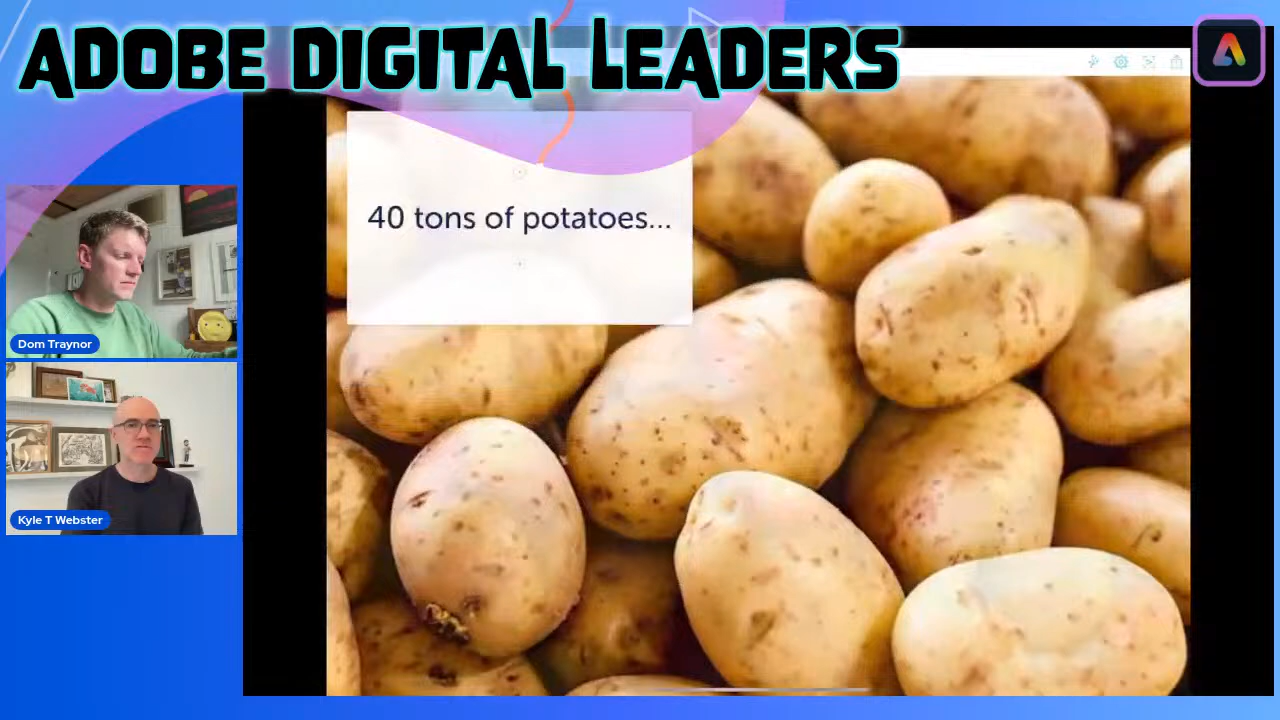 ADOBE DIGITAL LEADERS
40 tons of potatoes...
Dom Traynor
Kyle T Webster